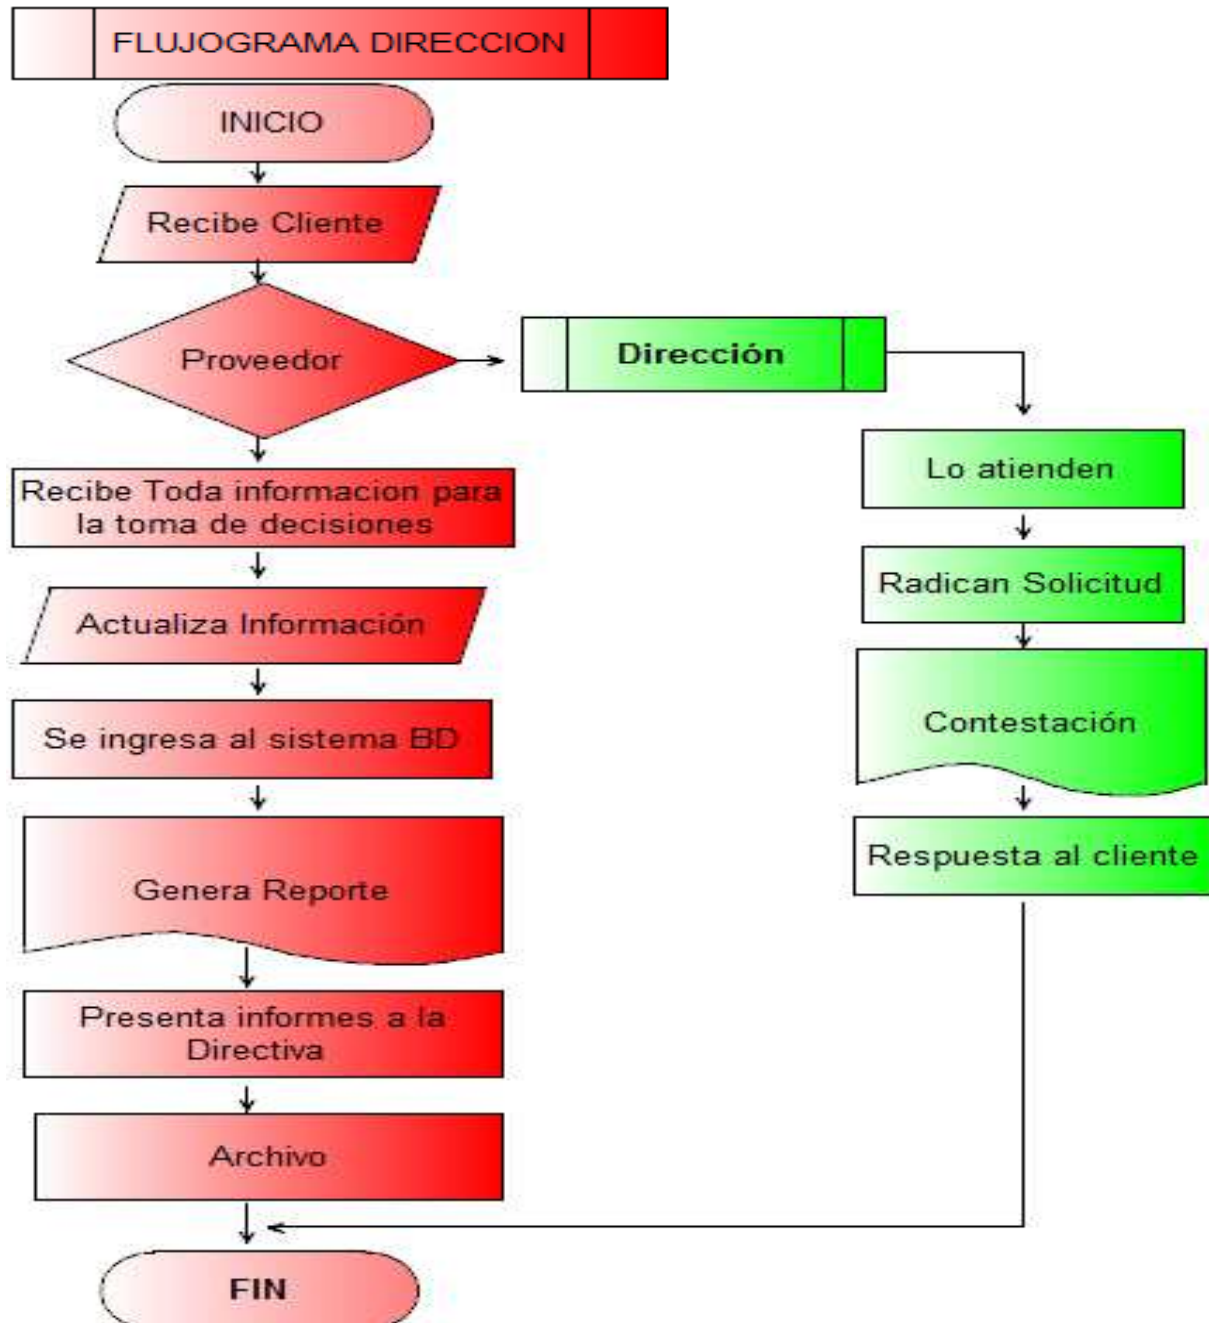 FLUJOGRAMA DIRECCION
INICIO
Recibe Cliente
Proveedor
Dirección
Recibe Toda informacion para
la toma de decisiones
Actualiza Información
Se ingresa al sistema BD
Genera Reporte
Presenta informes a la
Directiva
Archivo
FIN
Lo atienden
Radican Solicitud
Contestación
Respuesta al cliente